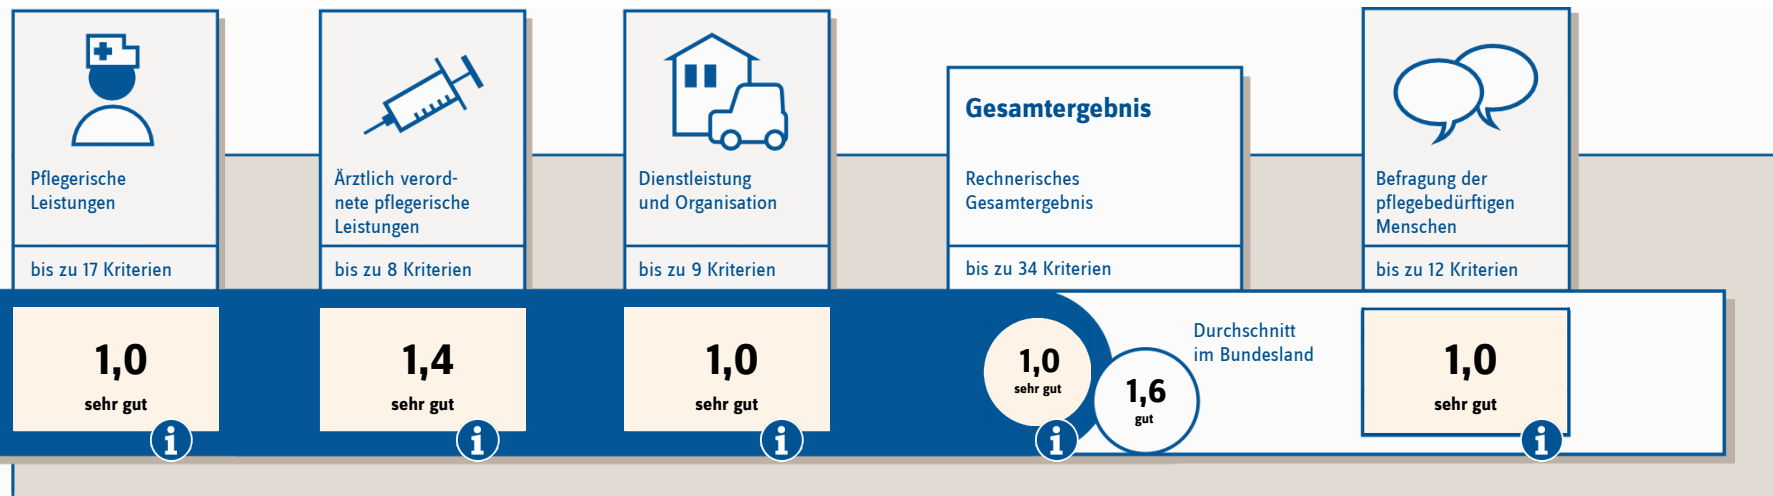 Pflegerische
Leistungen
bis zu 17 Kriterien
1,0
sehr gut
i
Ärztlich verord-
nete pflegerische
Leistungen
bis zu 8 Kriterien
1,4
sehr gut
i
Dienstleistung
und Organisation
bis zu 9 Kriterien
1,0
sehr gut
i
Gesamtergebnis
Rechnerisches
Gesamtergebnis
bis zu 34 Kriterien
1,0
sehr gut
i
1,6
gut
Durchschnitt
im Bundesland
Befragung der
pflegebedürftigen
Menschen
bis zu 12 Kriterien
1,0
sehr gut
i